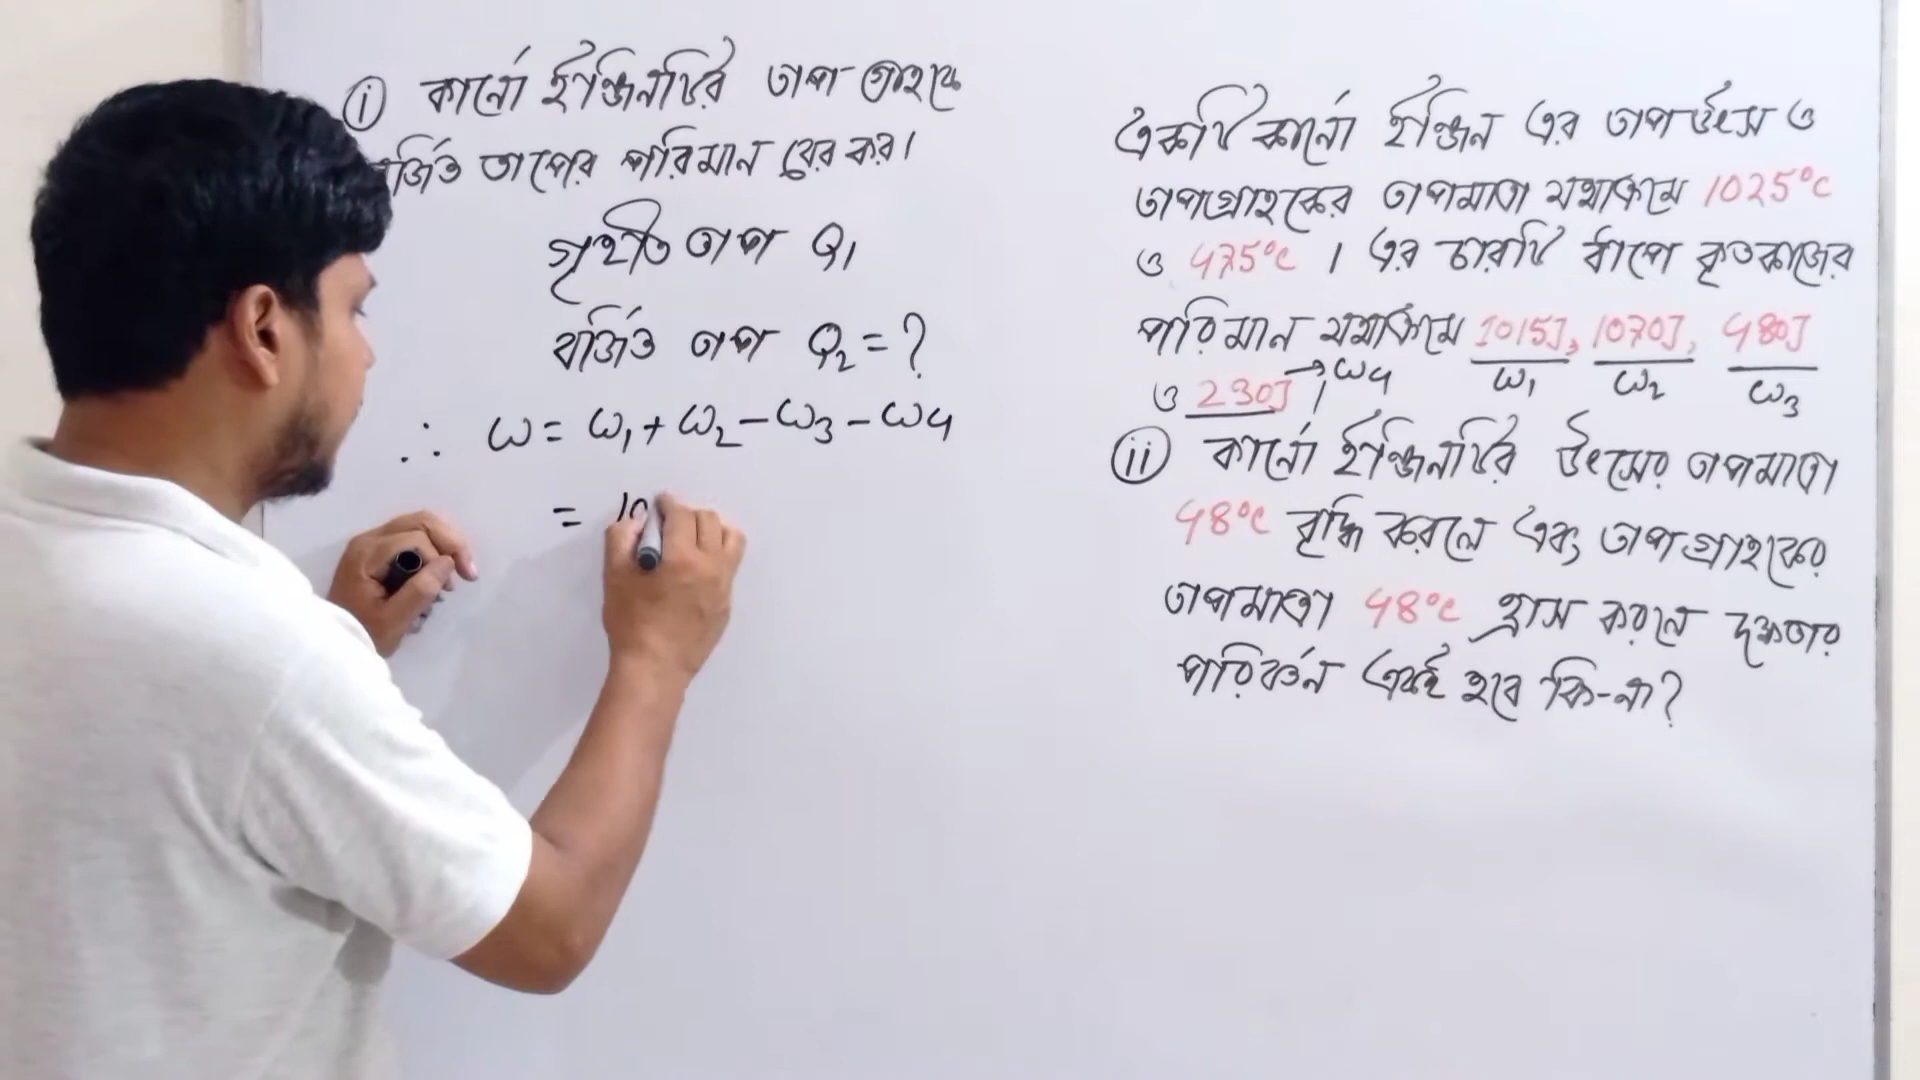 i কার্নো ইঞ্জিনটির তাপ গ্রাহকে
বর্জিত তাপের পরিমান বের কর।
গৃহীত তাপ Q₁
বর্জিত তাপ Q₂ = ?
∴ ω = ω₁ + ω₂ - ω₃ - ω₄
= 10
একটি কার্নো ইঞ্জিন এর তাপ উৎস ও
তাপগ্রাহকের তাপমাত্রা যথাক্রমে 1025°c
ও 475°c । এর চারটি ধাপে কৃতকাজের
পরিমান যথাক্রমে 1015J, 1070J, 480J
ω₁ ω₂ ω₃
ও 230J। → ω₄
ii কার্নো ইঞ্জিনটির উৎসের তাপমাত্রা
48°c বৃদ্ধি করলে এবং তাপ গ্রাহকের
তাপমাত্রা 48°c হ্রাস করলে দক্ষতার
পরিবর্তন একই হবে কি-না?